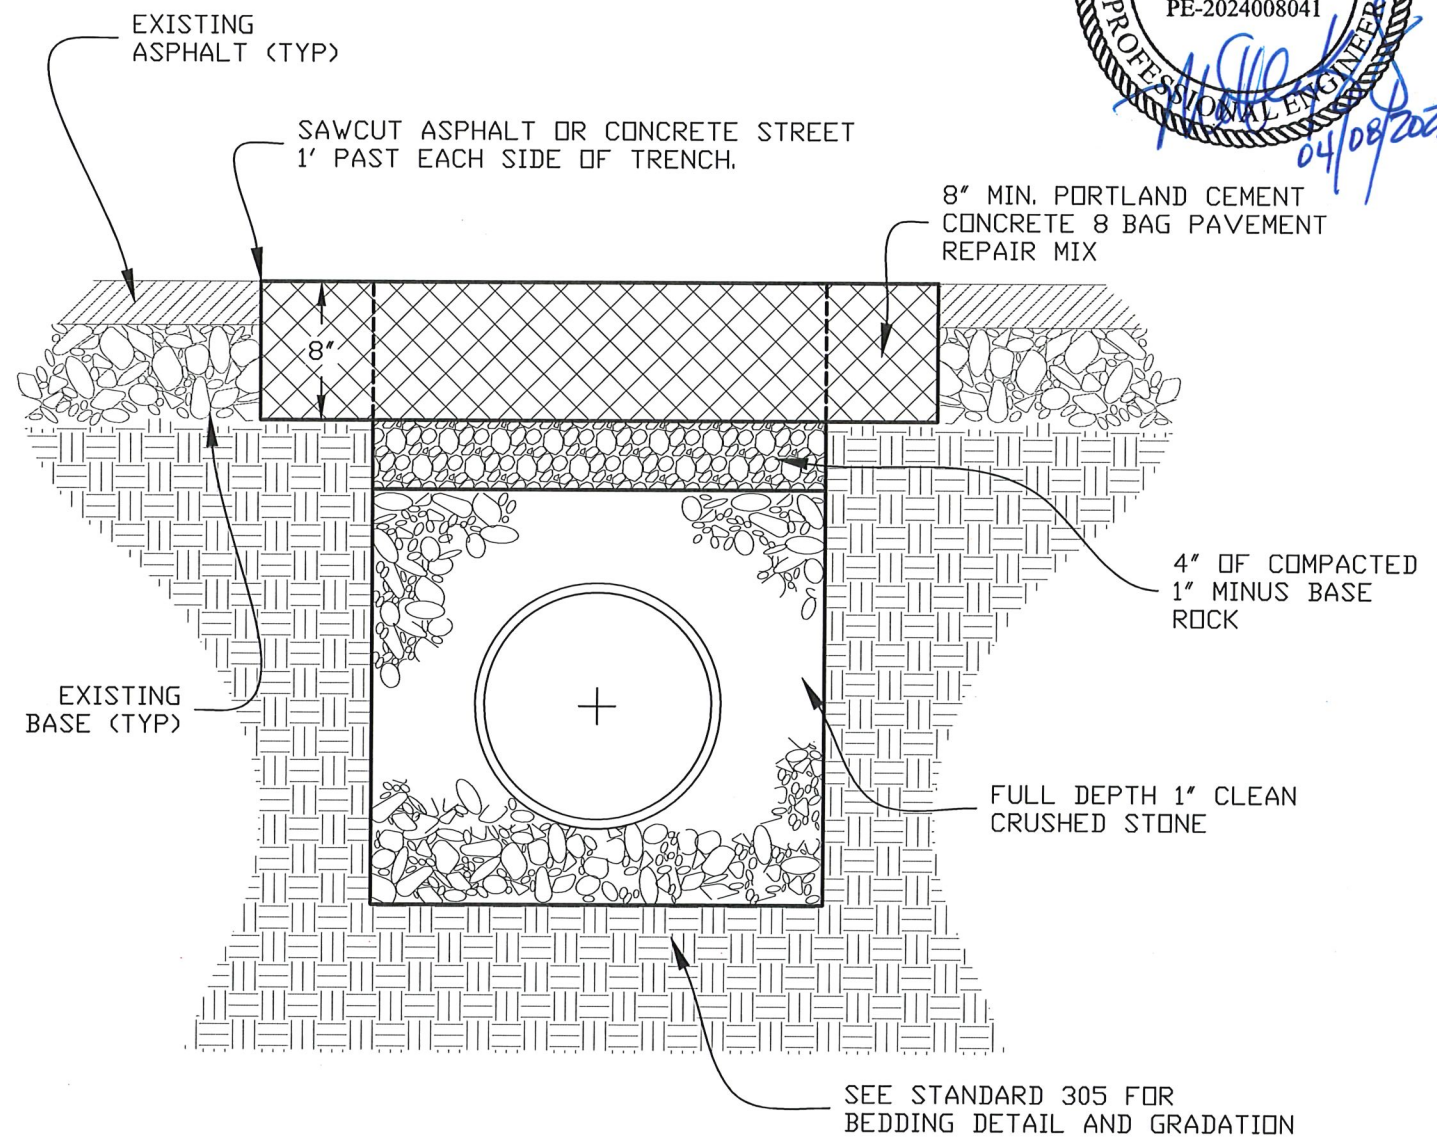 PE-2024008041
PROFESSIONAL ENGINEER
EXISTING
ASPHALT (TYP)
SAWCUT ASPHALT OR CONCRETE STREET
1' PAST EACH SIDE OF TRENCH.
8" MIN. PORTLAND CEMENT
CONCRETE 8 BAG PAVEMENT
REPAIR MIX
8"
4" OF COMPACTED
1" MINUS BASE
ROCK
EXISTING
BASE (TYP)
FULL DEPTH 1" CLEAN
CRUSHED STONE
SEE STANDARD 305 FOR
BEDDING DETAIL AND GRADATION